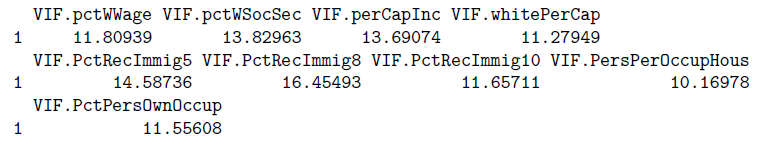 VIF.pctWWage VIF.pctWSocSec VIF.perCapInc VIF.whitePerCap
1 11.80939 13.82963 13.69074 11.27949
VIF.PctRecImmig5 VIF.PctRecImmig8 VIF.PctRecImmig10 VIF.PersPerOccupHous
1 14.58736 16.45493 11.65711 10.16978
VIF.PctPersOwnOccup
1 11.55608